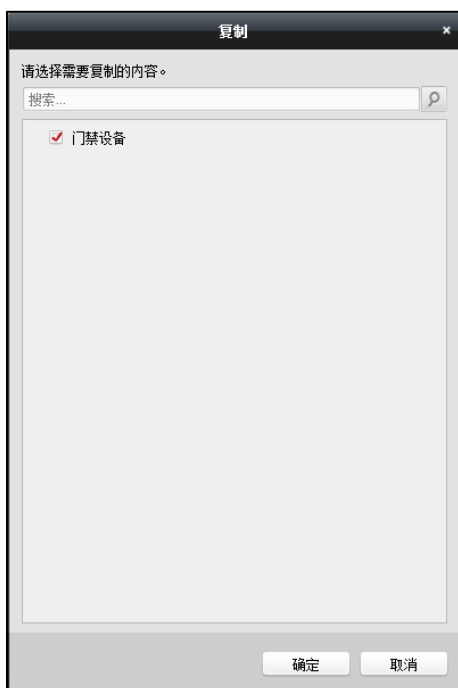 复制
请选择需要复制的内容。
搜索...
门禁设备
确定 取消